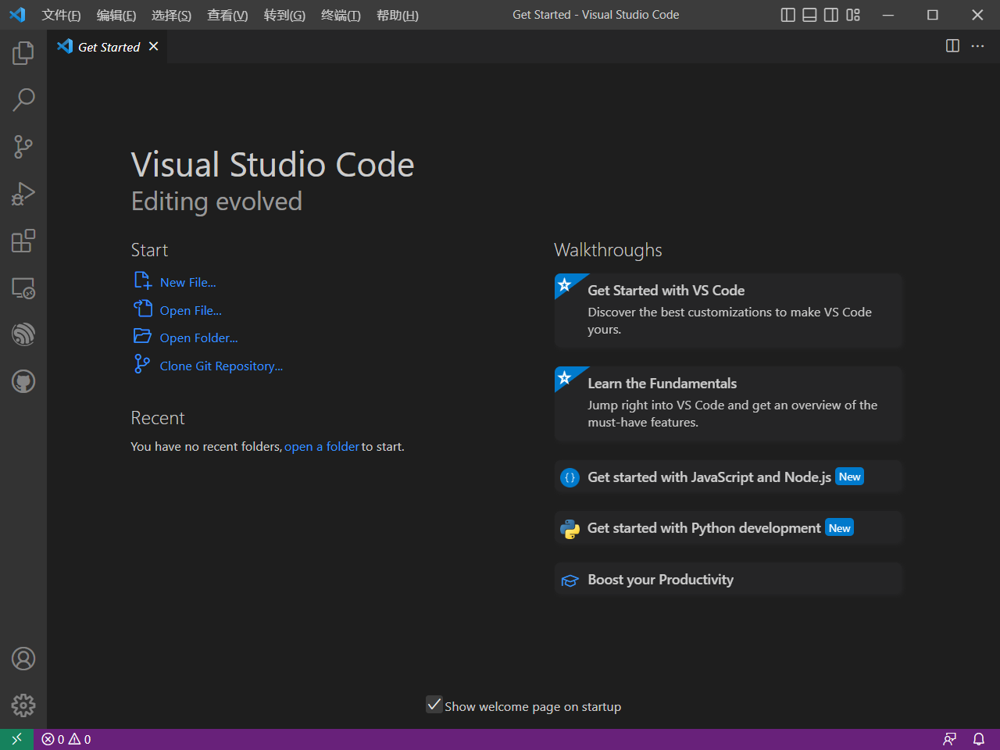 文件(F) 编辑(E) 选择(S) 查看(V) 转到(G) 终端(T) 帮助(H) Get Started - Visual Studio Code
Get Started
Visual Studio Code
Editing evolved
Start
New File...
Open File...
Open Folder...
Clone Git Repository...
Recent
You have no recent folders, open a folder to start.
Walkthroughs
Get Started with VS Code
Discover the best customizations to make VS Code
yours.
Learn the Fundamentals
Jump right into VS Code and get an overview of the
must-have features.
Get started with JavaScript and Node.js New
Get started with Python development New
Boost your Productivity
Show welcome page on startup
0 0